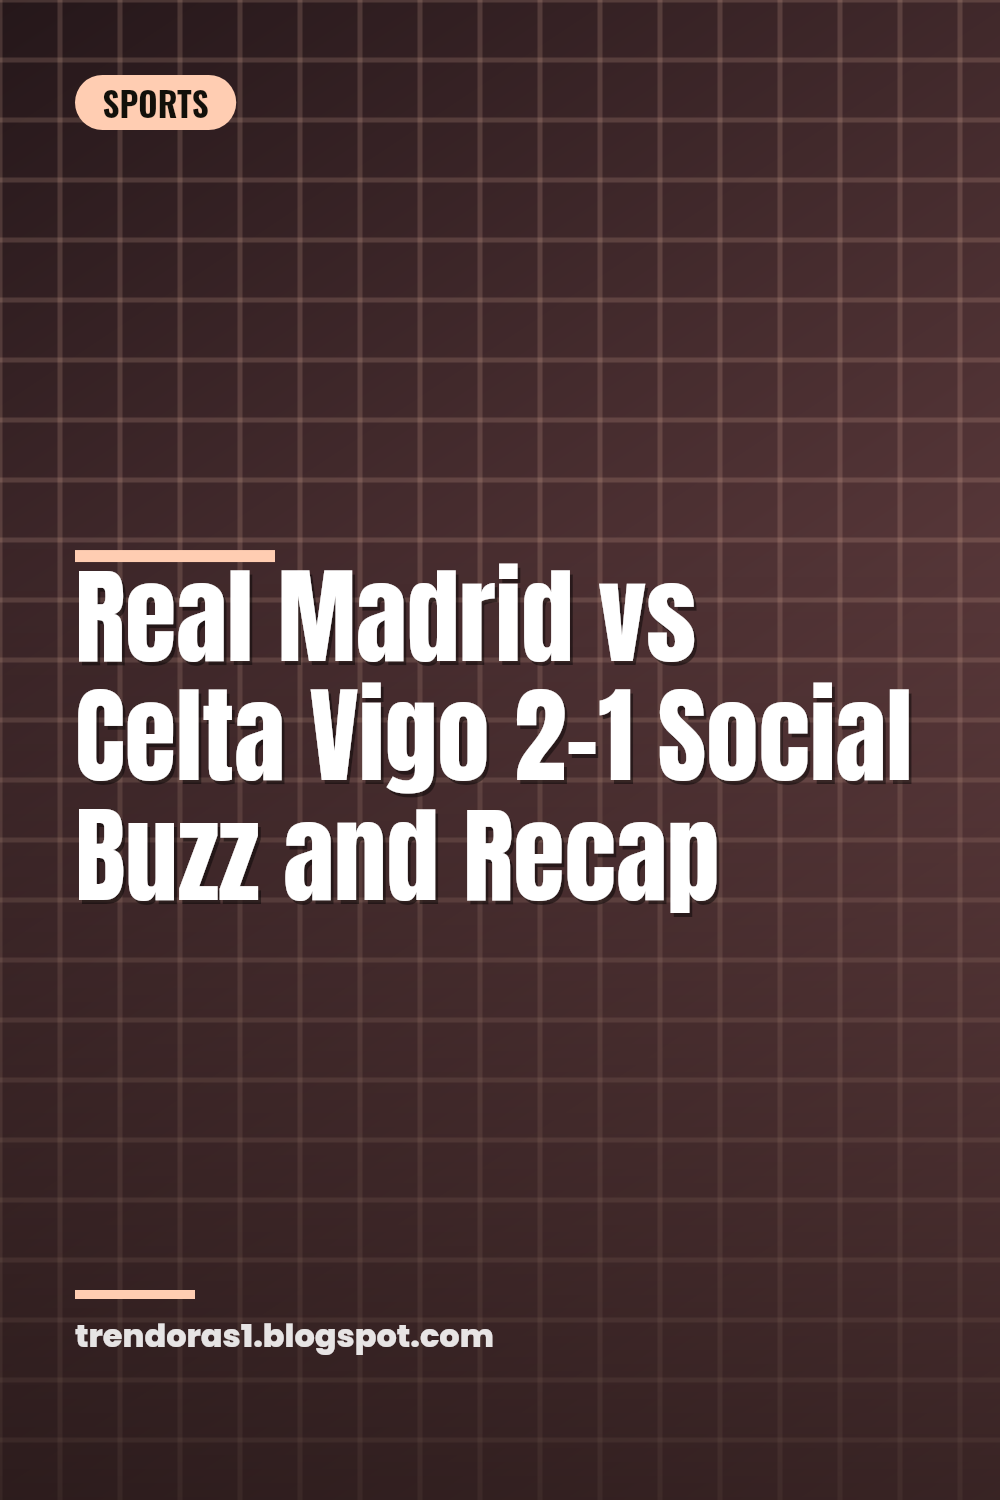 SPORTS
Real Madrid vs
Celta Vigo 2-1 Social
Buzz and Recap
trendoras1.blogspot.com